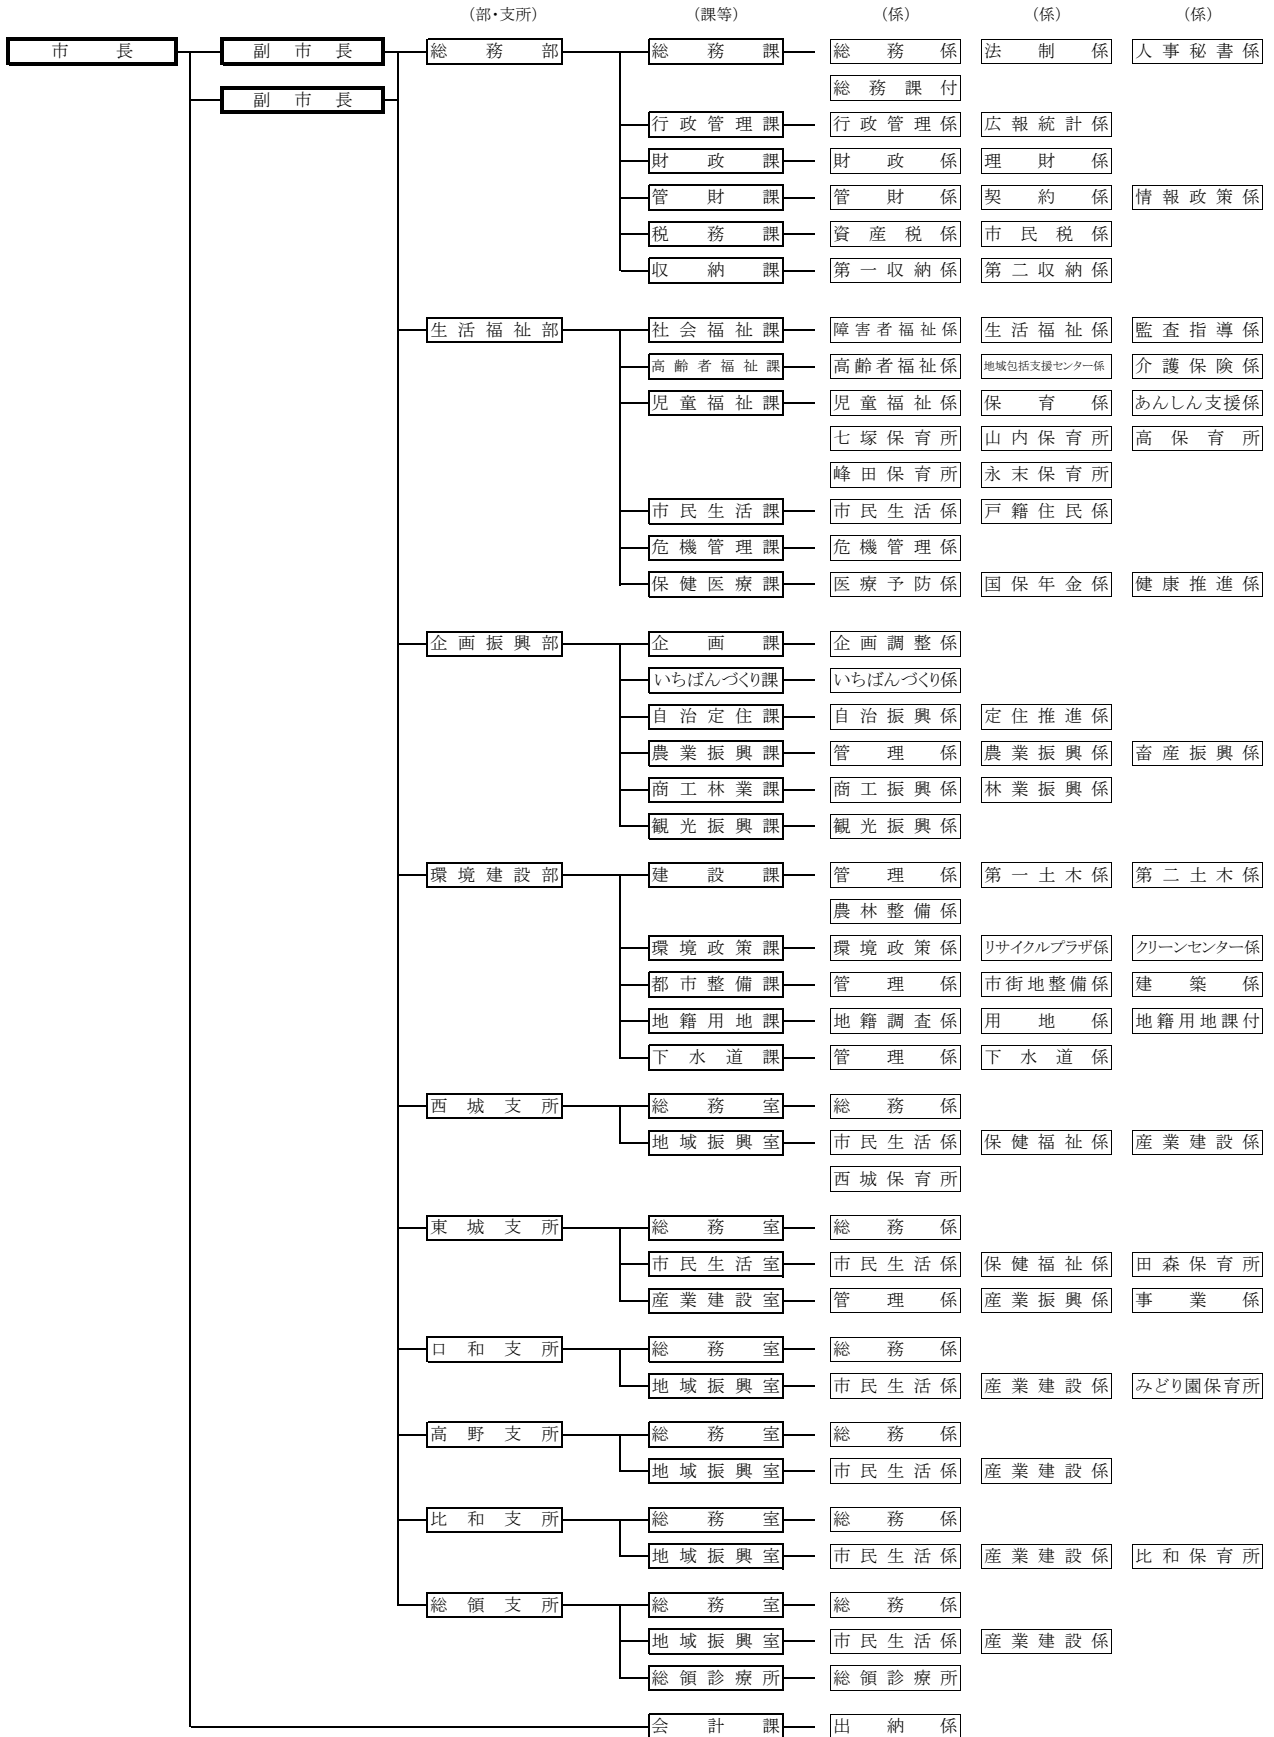 （部・支所） （課等） （係） （係） （係）
市長 副市長 総務部 総務課 総務係 法制係 人事秘書係
総務課付
副市長
行政管理課 行政管理係 広報統計係
財政課 財政係 理財係
管財課 管財係 契約係 情報政策係
税務課 資産税係 市民税係
収納課 第一収納係 第二収納係
生活福祉部 社会福祉課 障害者福祉係 生活福祉係 監査指導係
高齢者福祉課 高齢者福祉係 地域包括支援センター係 介護保険係
児童福祉課 児童福祉係 保育係 あんしん支援係
七塚保育所 山内保育所 高保育所
峰田保育所 永末保育所
市民生活課 市民生活係 戸籍住民係
危機管理課 危機管理係
保健医療課 医療予防係 国保年金係 健康推進係
企画振興部 企画課 企画調整係
いちばんづくり課 いちばんづくり係
自治定住課 自治振興係 定住推進係
農業振興課 管理係 農業振興係 畜産振興係
商工林業課 商工振興係 林業振興係
観光振興課 観光振興係
環境建設部 建設課 管理係 第一土木係 第二土木係
農林整備係
環境政策課 環境政策係 リサイクルプラザ係 クリーンセンター係
都市整備課 管理係 市街地整備係 建築係
地籍用地課 地籍調査係 用地係 地籍用地課付
下水道課 管理係 下水道係
西城支所 総務室 総務係
地域振興室 市民生活係 保健福祉係 産業建設係
西城保育所
東城支所 総務室 総務係
市民生活室 市民生活係 保健福祉係 田森保育所
産業建設室 管理係 産業振興係 事業係
口和支所 総務室 総務係
地域振興室 市民生活係 産業建設係 みどり園保育所
高野支所 総務室 総務係
地域振興室 市民生活係 産業建設係
比和支所 総務室 総務係
地域振興室 市民生活係 産業建設係 比和保育所
総領支所 総務室 総務係
地域振興室 市民生活係 産業建設係
総領診療所 総領診療所
会計課 出納係